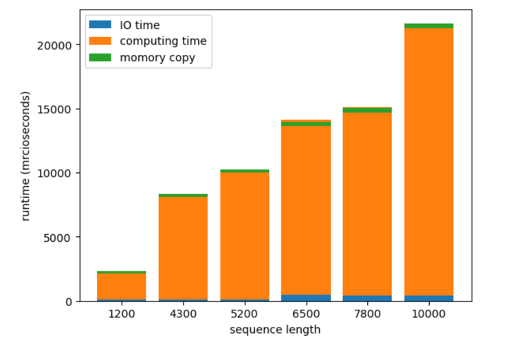 IO time
computing time
momory copy
20000
15000
10000
5000
0
runtime (mrcioseconds)
1200 4300 5200 6500 7800 10000
sequence length